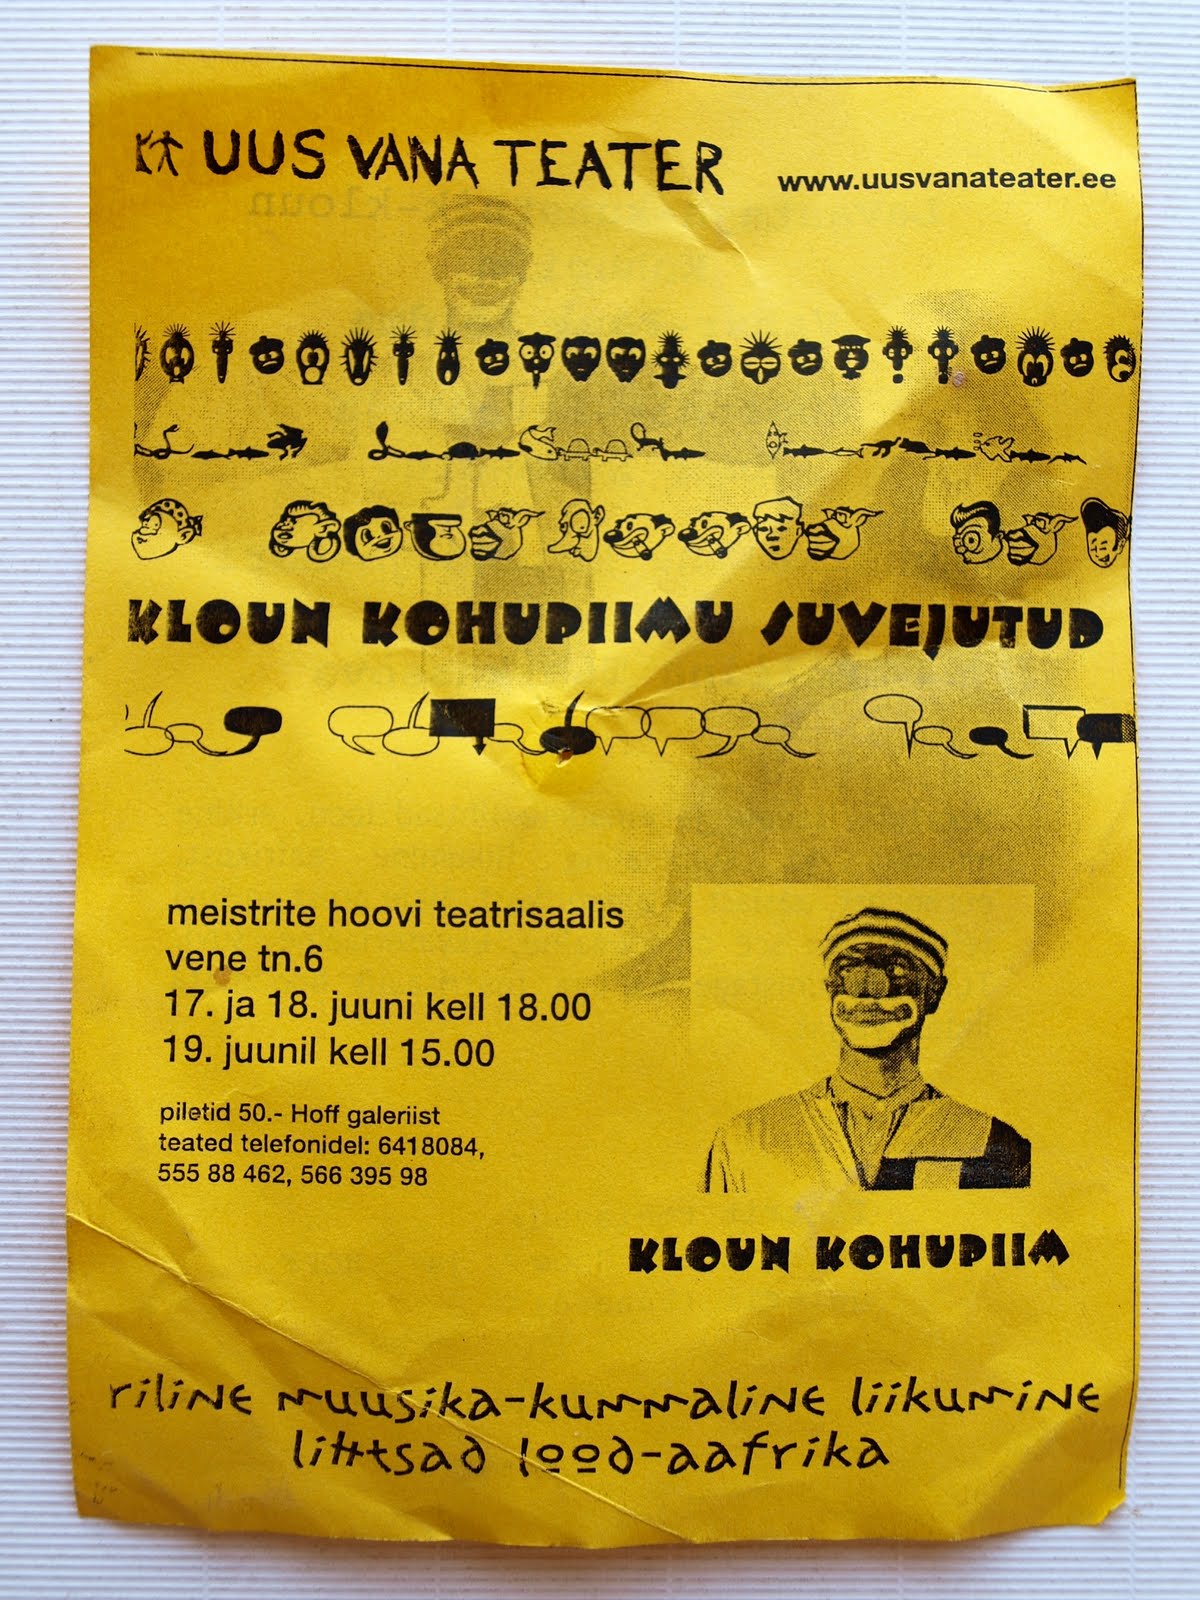 UUS VANA TEATER
www.uusvanateater.ee
KLOUN KOHUPIIMU SUVEJUTUD
meistrite hoovi teatrisaalis
vene tn.6
17. ja 18. juuni kell 18.00
19. juunil kell 15.00
piletid 50.- Hoff galeriist
teated telefonidel: 6418084,
555 88 462, 566 395 98
KLOUN KOHUPIIM
riline muusika-kummaline liikumine
lihtsad lood-aafrika